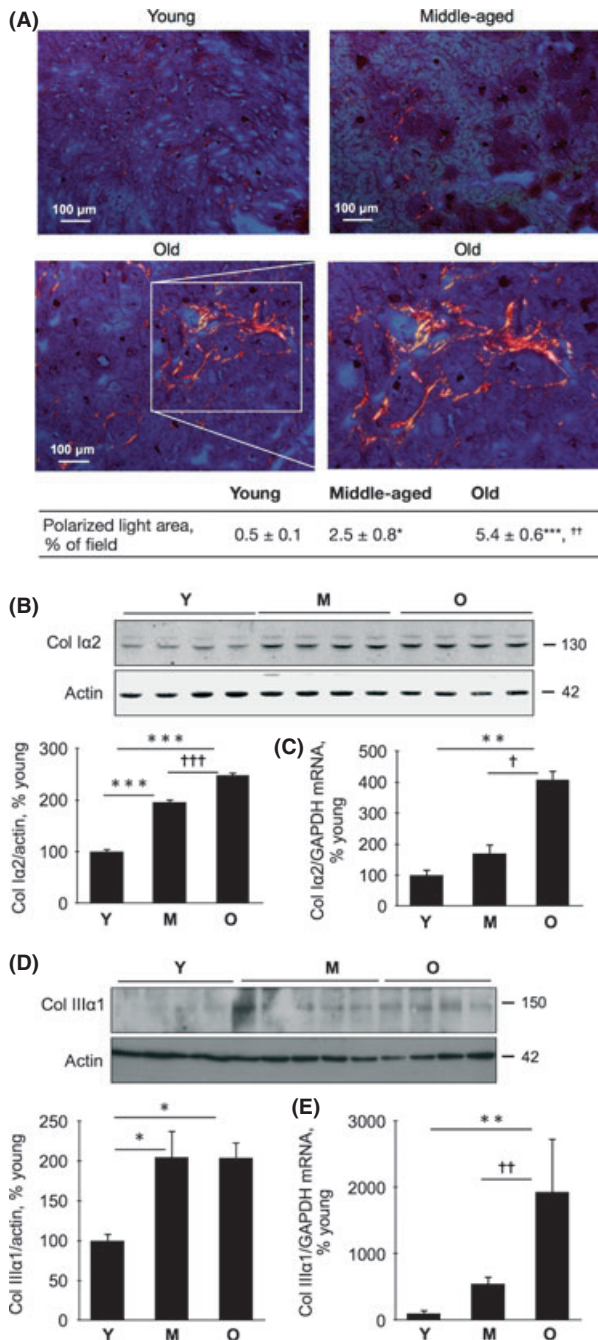 (A)
Young
Middle-aged
100 µm
100 µm
Old
Old
100 µm
Young Middle-aged Old
Polarized light area, % of field 0.5 ± 0.1 2.5 ± 0.8* 5.4 ± 0.6***, ††
(B)
Y M O
Col Iα2
130
Actin
42
Col Iα2/actin, % young
300
200
100
0
* * *
†††
* * *
Y M O
(C)
Col Iα2/GAPDH mRNA, % young
500
400
300
200
100
0
* *
†
Y M O
(D)
Y M O
Col IIIα1
150
Actin
42
Col IIIα1/actin, % young
250
200
150
100
50
0
*
*
Y M O
(E)
Col IIIα1/GAPDH mRNA, % young
3000
2000
1000
0
* *
††
Y M O